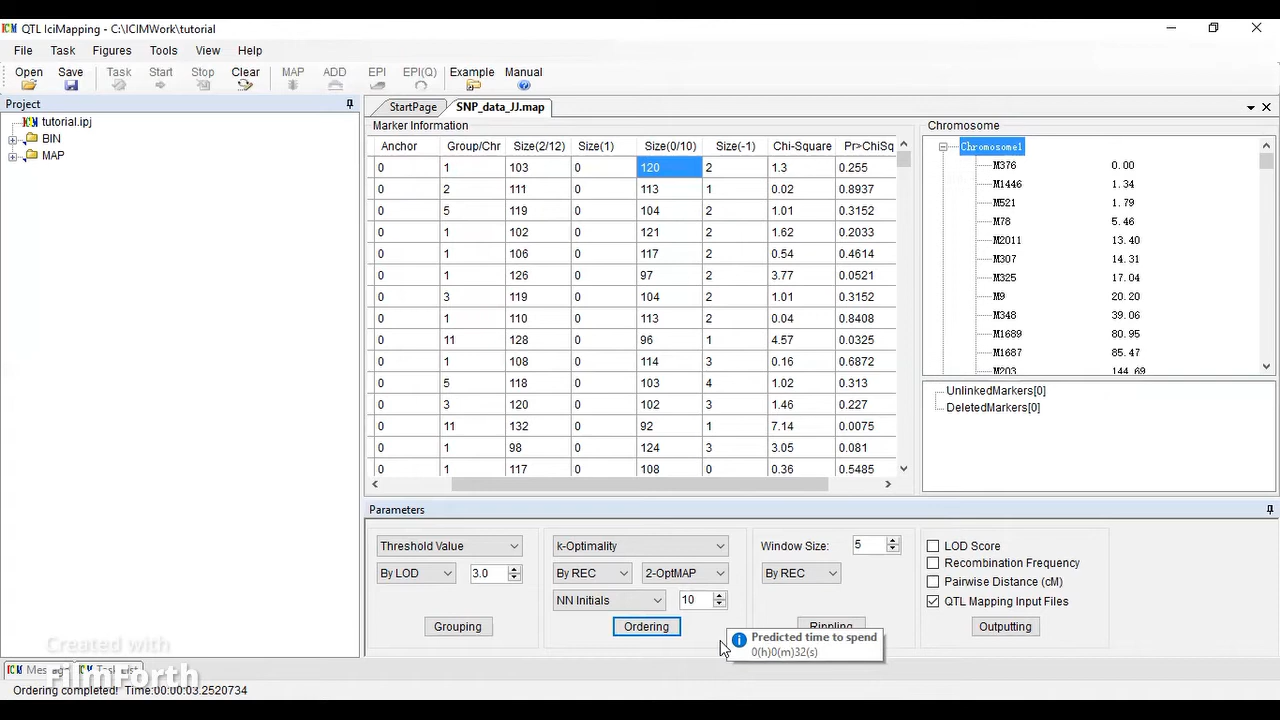 QTL IciMapping - C:\ICIMWork\tutorial
File Task Figures Tools View Help
Open Save Task Start Stop Clear MAP ADD EPI EPI(Q) Example Manual
Project
tutorial.ipj
BIN
MAP
StartPage SNP_data_JJ.map
Marker Information
Anchor Group/Chr Size(2/12) Size(1) Size(0/10) Size(-1) Chi-Square Pr>ChiSq
0 1 103 0 120 2 1.3 0.255
0 2 111 0 113 1 0.02 0.8937
0 5 119 0 104 2 1.01 0.3152
0 1 102 0 121 2 1.62 0.2033
0 1 106 0 117 2 0.54 0.4614
0 1 126 0 97 2 3.77 0.0521
0 3 119 0 104 2 1.01 0.3152
0 1 110 0 113 2 0.04 0.8408
0 11 128 0 96 1 4.57 0.0325
0 1 108 0 114 3 0.16 0.6872
0 5 118 0 103 4 1.02 0.313
0 3 120 0 102 3 1.46 0.227
0 11 132 0 92 1 7.14 0.0075
0 1 98 0 124 3 3.05 0.081
0 1 117 0 108 0 0.36 0.5485
Chromosome
Chromosome1
M376 0.00
M1446 1.34
M521 1.79
M78 5.46
M2011 13.40
M307 14.31
M325 17.04
M9 20.20
M348 39.06
M1689 80.95
M1687 85.47
M203 144.69
UnlinkedMarkers[0]
DeletedMarkers[0]
Parameters
Threshold Value
By LOD 3.0
Grouping
k-Optimality
By REC 2-OptMAP
NN Initials 10
Ordering
Window Size: 5
By REC
Rippling
LOD Score
Recombination Frequency
Pairwise Distance (cM)
QTL Mapping Input Files
Outputting
Predicted time to spend
0(h)0(m)32(s)
Created with
FilmForth
Ordering completed! Time:00:00:03.2520734